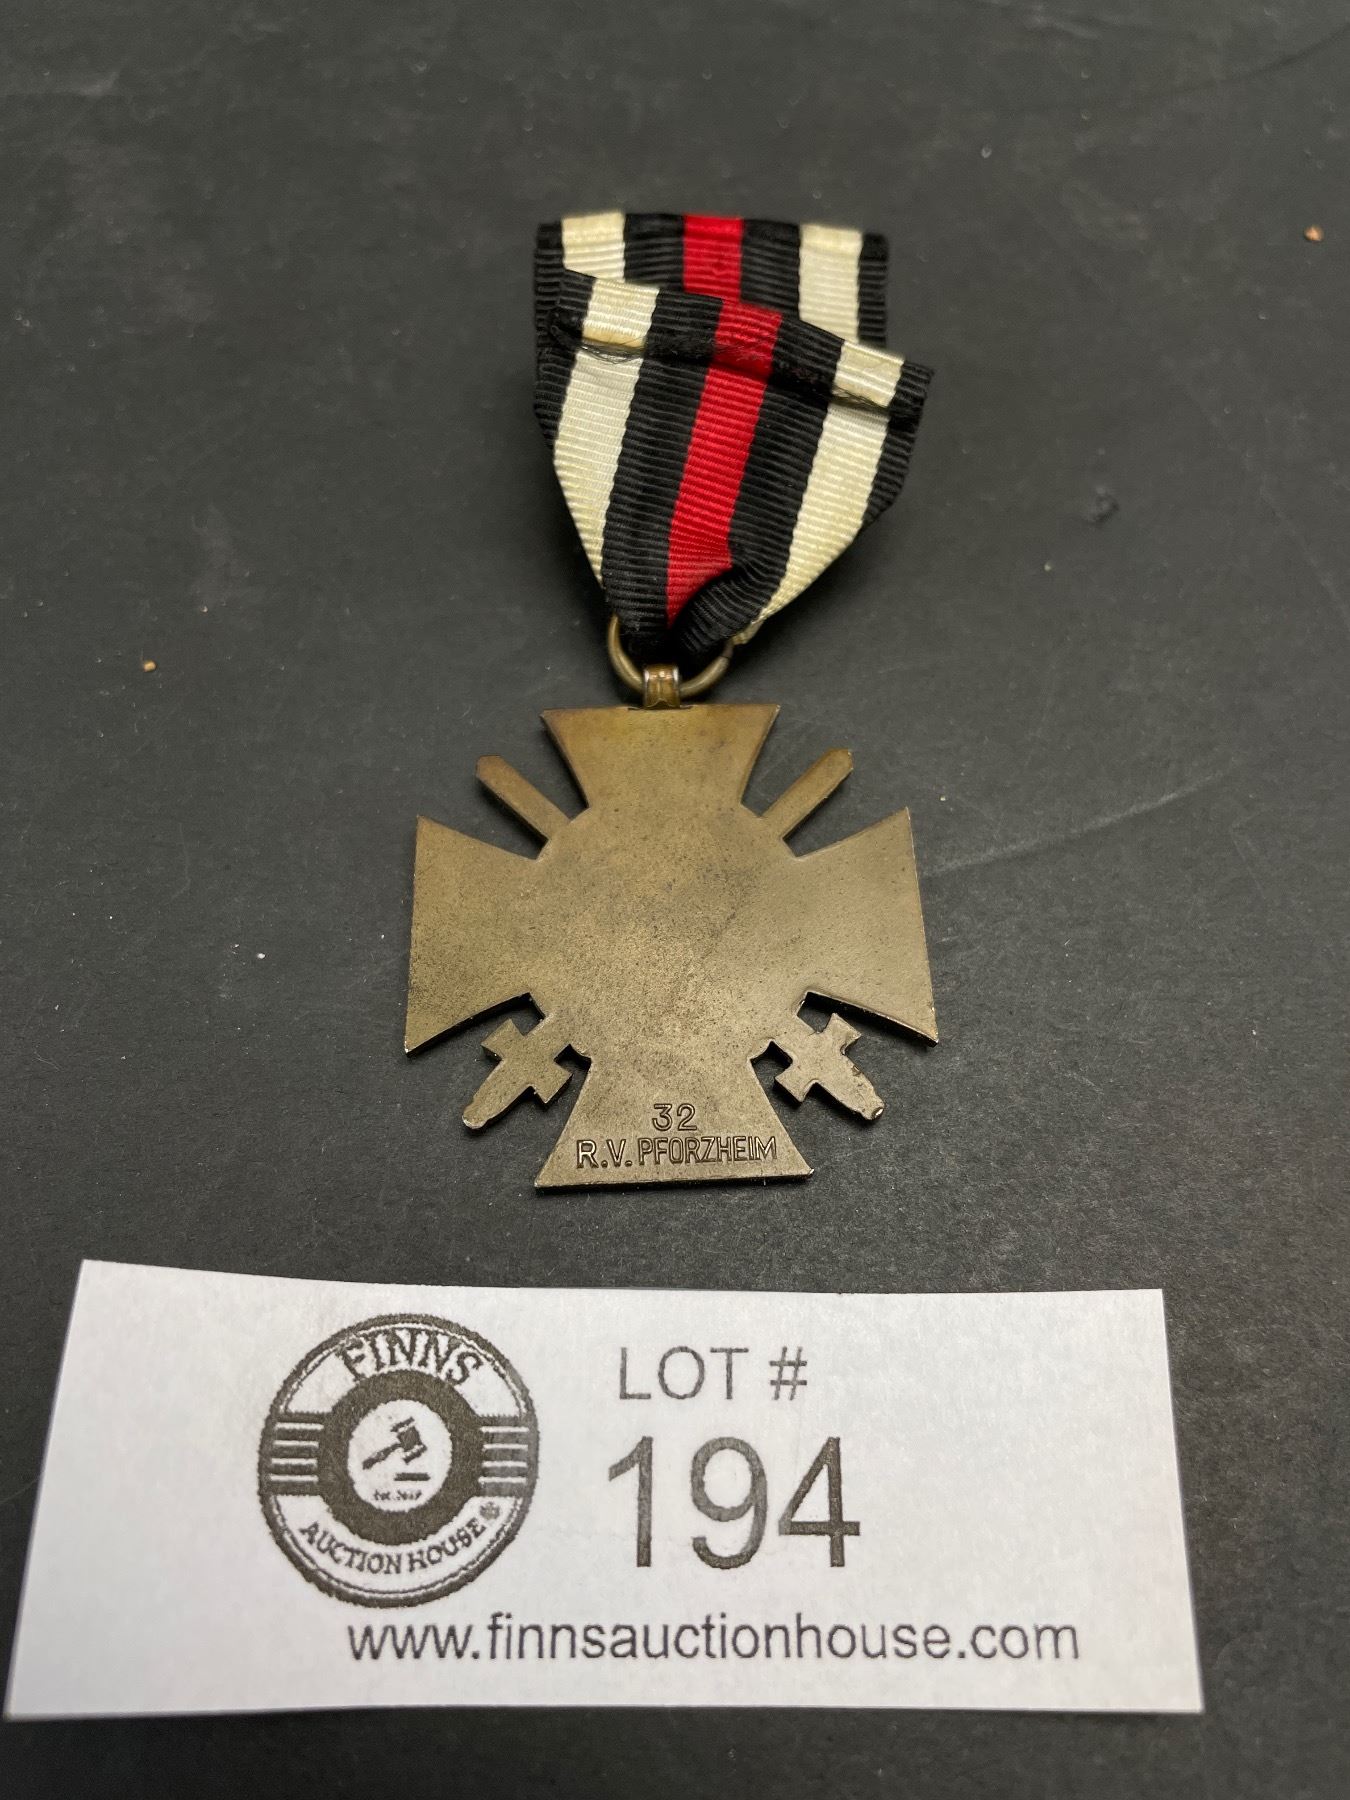 32
R.V. PFORZHEIM
FINNS
AUCTION HOUSE
LOT #
194
www.finnsauctionhouse.com